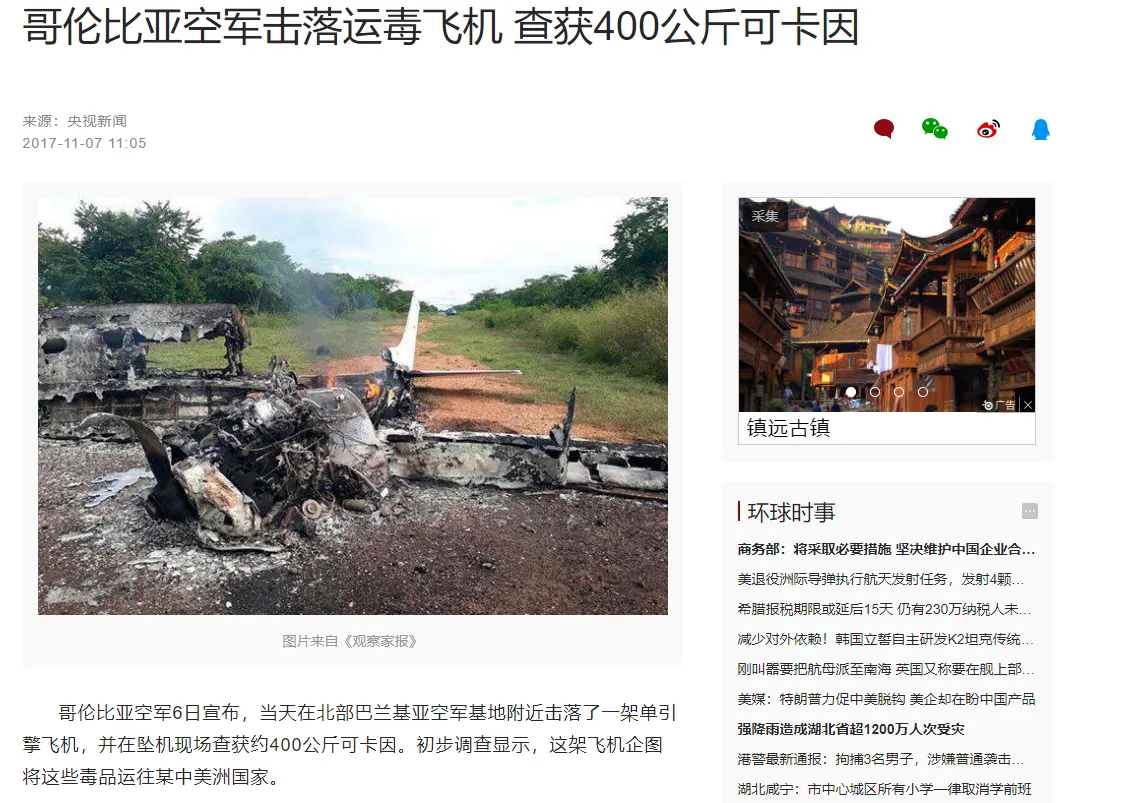 哥伦比亚空军击落运毒飞机 查获400公斤可卡因
来源：央视新闻
2017-11-07 11:05
采集
广告
镇远古镇
图片来自《观察家报》
哥伦比亚空军6日宣布，当天在北部巴兰基亚空军基地附近击落了一架单引
擎飞机，并在坠机现场查获约400公斤可卡因。初步调查显示，这架飞机企图
将这些毒品运往某中美洲国家。
环球时事
商务部：将采取必要措施 坚决维护中国企业合…
美退役洲际导弹执行航天发射任务，发射4颗…
希腊报税期限或延后15天 仍有230万纳税人未…
减少对外依赖！韩国立誓自主研发K2坦克传统…
刚叫嚣要把航母派至南海 英国又称要在舰上部…
美媒：特朗普力促中美脱钩 美企却在盼中国产品
强降雨造成湖北省超1200万人次受灾
港警最新通报：拘捕3名男子，涉嫌普通袭击…
湖北咸宁：市中心城区所有小学一律取消学前班